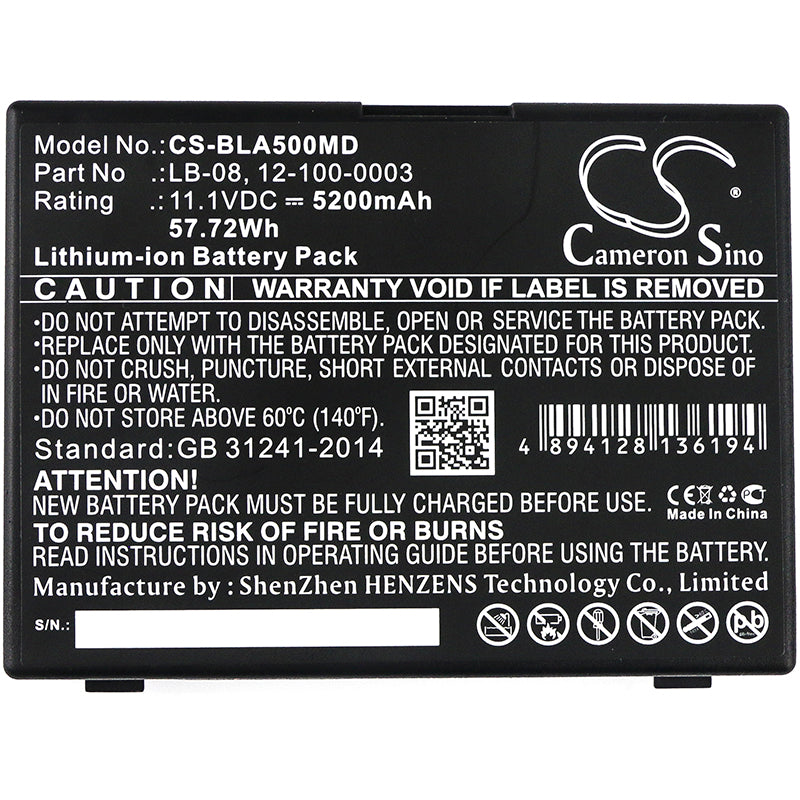 Model No.: CS-BLA500MD
Part No .: LB-08, 12-100-0003
Rating .: 11.1VDC ⎓ 5200mAh
57.72Wh
Lithium-ion Battery Pack
CS ®
Cameron Sino
CAUTION WARRANTY VOID IF LABEL IS REMOVED
•DO NOT ATTEMPT TO DISASSEMBLE, OPEN OR SERVICE THE BATTERY PACK.
•REPLACE ONLY WITH THE BATTERY PACK DESIGNATED FOR THIS PRODUCT.
•DO NOT CRUSH, PUNCTURE, SHORT EXTERNAL CONTACTS OR DISPOSE
OF IN FIRE OR WATER.
•DO NOT STORE ABOVE 60ºC (140ºF).
Standard: GB 31241-2014
4 894128 136194
ATTENTION!
NEW BATTERY PACK MUST BE FULLY CHARGED BEFORE USE.
CE
Made In China
TO REDUCE RISK OF FIRE OR BURNS
READ INSTRUCTIONS IN OPERATING GUIDE BEFORE USE THE BATTERY.
Manufacture by : ShenZhen HENZENS Technology Co., Limited
S/N.:
Pb